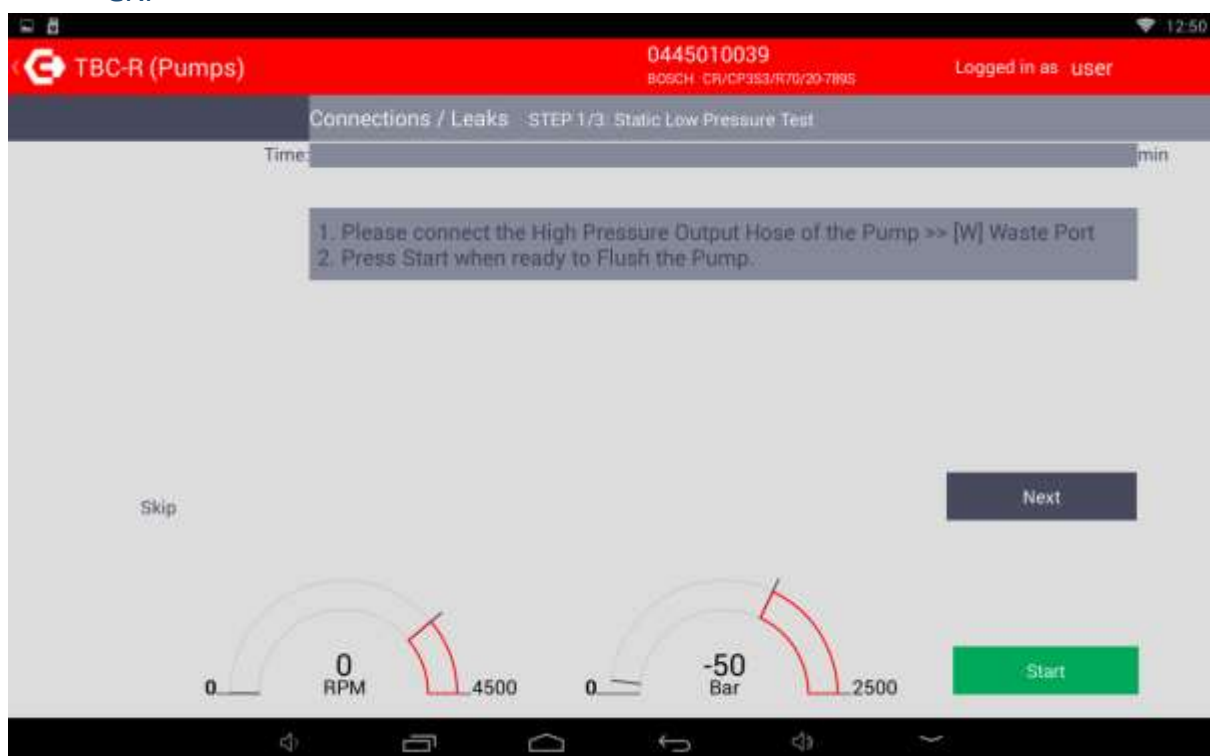 12:50
TBC-R (Pumps)
0445010039
BOSCH CR/CP3S3/R70/20-789S
Logged in as user
Connections / Leaks STEP 1/3: Static Low Pressure Test
Time:
min
1. Please connect the High Pressure Output Hose of the Pump >> [W] Waste Port
2. Press Start when ready to Flush the Pump.
Skip
Next
0
0
RPM
4500
0
-50
Bar
2500
Start